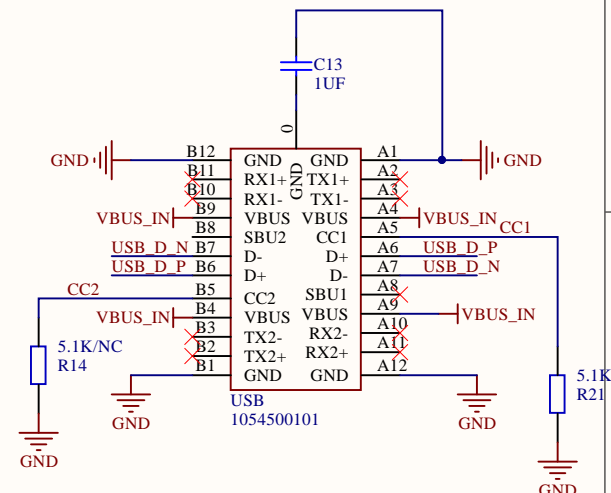 C13
1UF
0
GND
B12 GND GND A1 GND
GND
B11 RX1+ TX1+ A2
B10 RX1- TX1- A3
VBUS_IN B9 VBUS VBUS A4 VBUS_IN
B8 SBU2 CC1 A5 CC1
USB_D_N B7 D- D+ A6 USB_D_P
USB_D_P B6 D+ D- A7 USB_D_N
CC2 B5 CC2 SBU1 A8
VBUS_IN B4 VBUS VBUS A9 VBUS_IN
B3 TX2- RX2- A10
B2 TX2+ RX2+ A11
B1 GND GND A12
5.1K/NC
R14
5.1K
R21
USB
1054500101
GND
GND
GND
GND